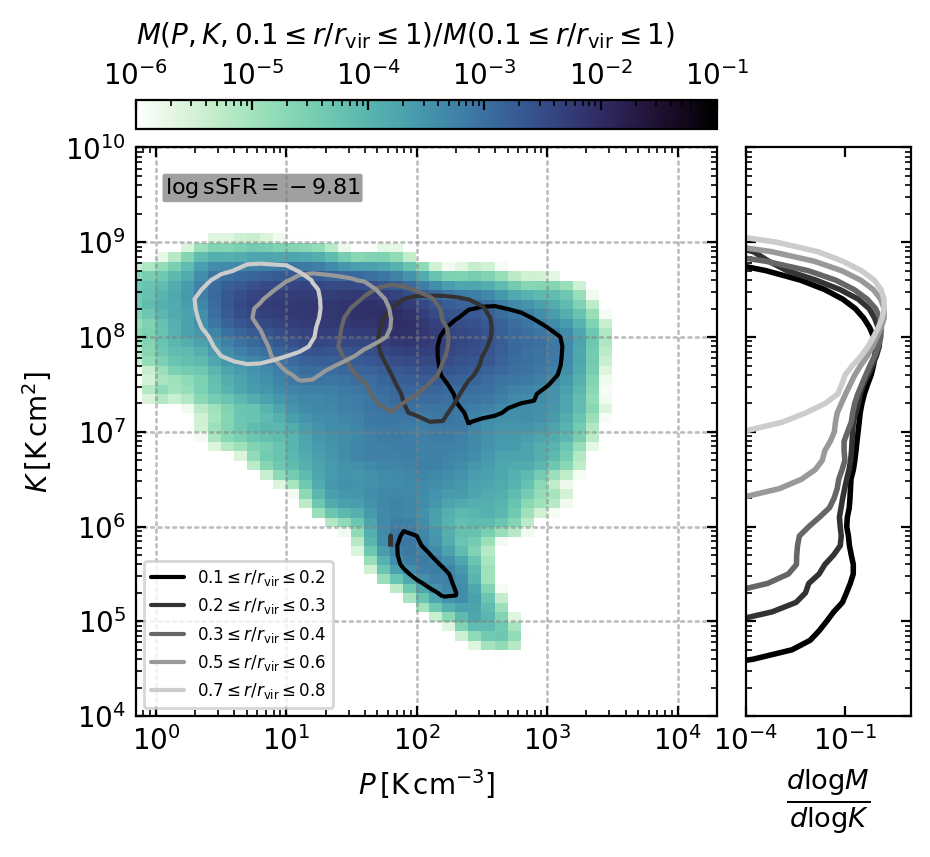 M(P, K, 0.1 ≤ r/r_vir ≤ 1)/M(0.1 ≤ r/r_vir ≤ 1)
10^−6 10^−5 10^−4 10^−3 10^−2 10^−1
log sSFR = −9.81
10^10
10^9
10^8
10^7
10^6
10^5
10^4
K [K cm^2]
0.1 ≤ r/r_vir ≤ 0.2
0.2 ≤ r/r_vir ≤ 0.3
0.3 ≤ r/r_vir ≤ 0.4
0.5 ≤ r/r_vir ≤ 0.6
0.7 ≤ r/r_vir ≤ 0.8
10^0 10^1 10^2 10^3 10^4
P [K cm^−3]
10^−4 10^−1
dlogM
dlogK